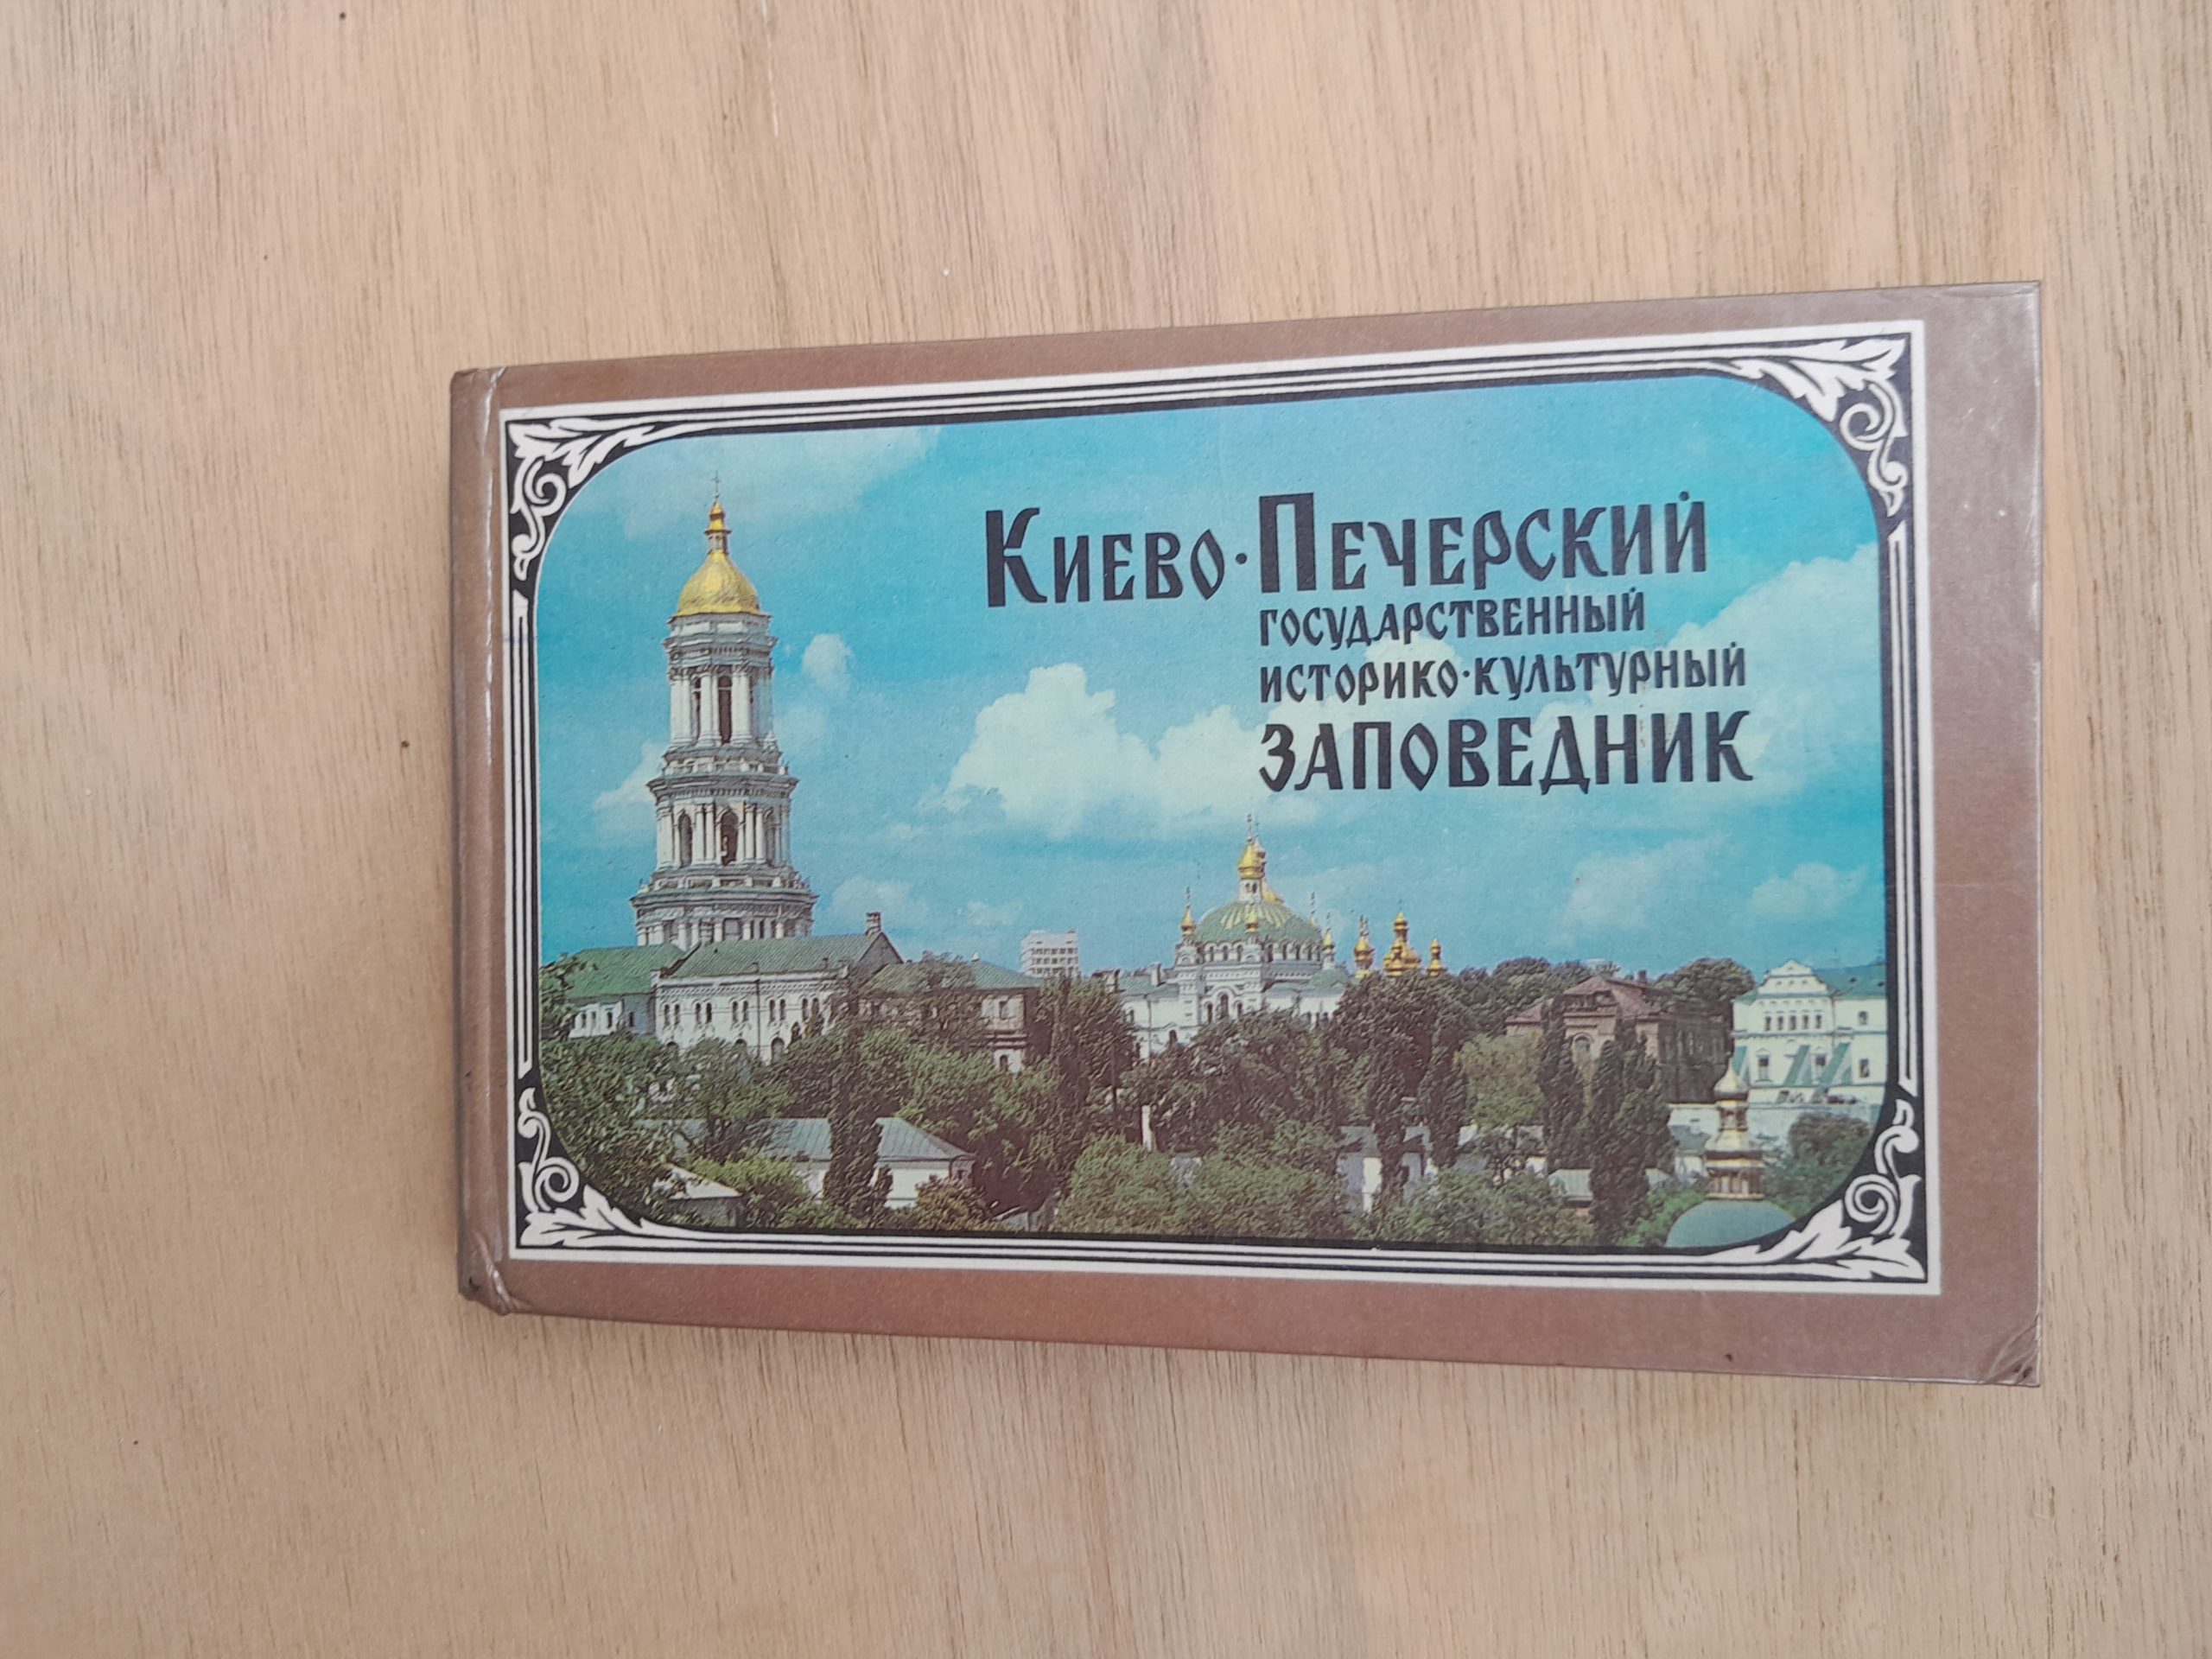 Киево-Печерский
государственный
историко-культурный
заповедник